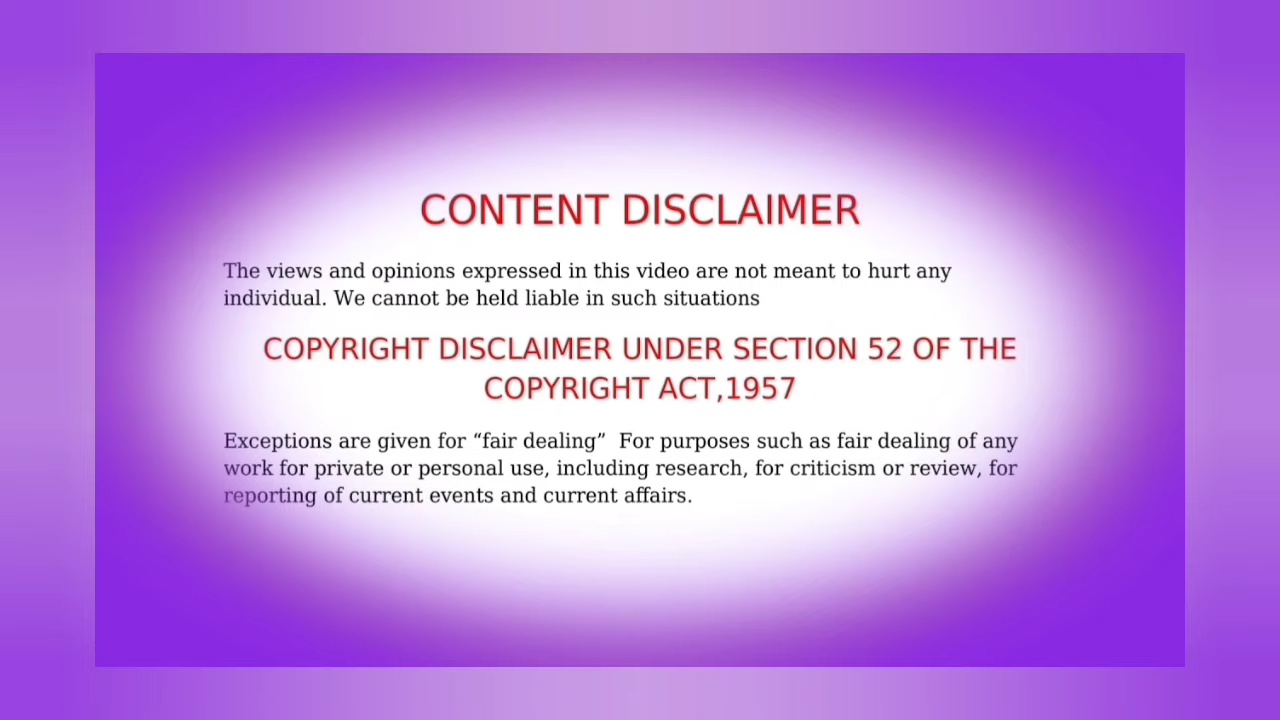 CONTENT DISCLAIMER
The views and opinions expressed in this video are not meant to hurt any
individual. We cannot be held liable in such situations
COPYRIGHT DISCLAIMER UNDER SECTION 52 OF THE
COPYRIGHT ACT,1957
Exceptions are given for “fair dealing”  For purposes such as fair dealing of any
work for private or personal use, including research, for criticism or review, for
reporting of current events and current affairs.